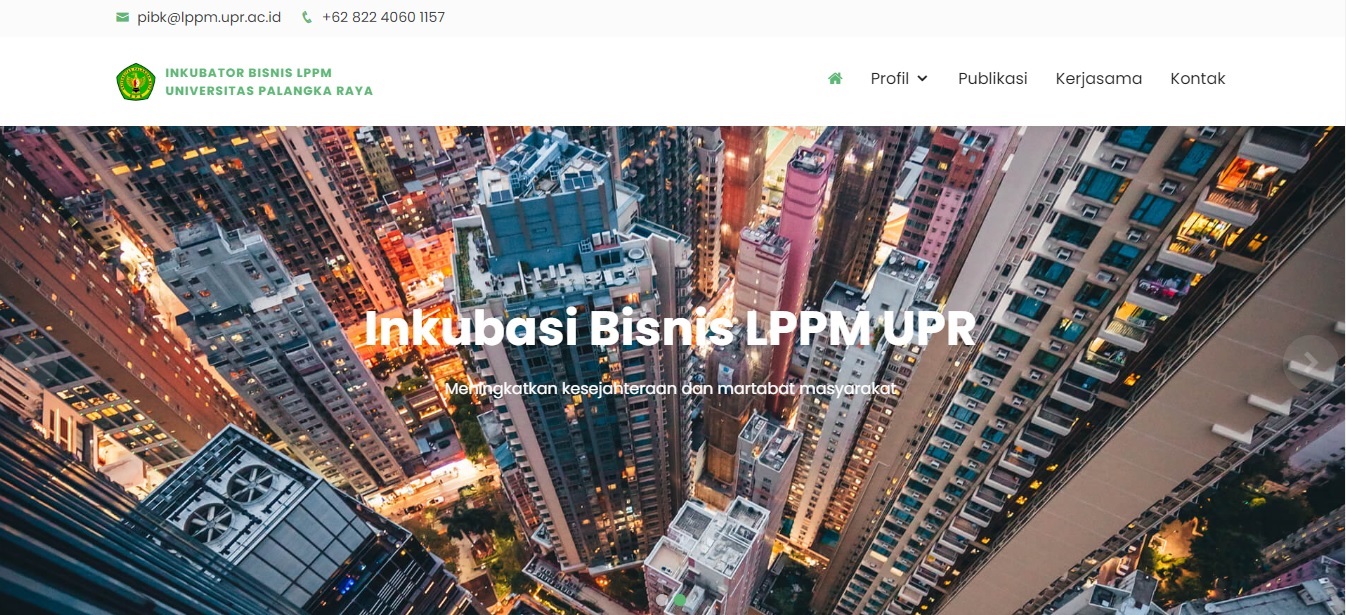 pibk@lppm.upr.ac.id +62 822 4060 1157
INKUBATOR BISNIS LPPM
UNIVERSITAS PALANGKA RAYA
Profil Publikasi Kerjasama Kontak
Inkubasi Bisnis LPPM UPR
Meningkatkan kesejahteraan dan martabat masyarakat